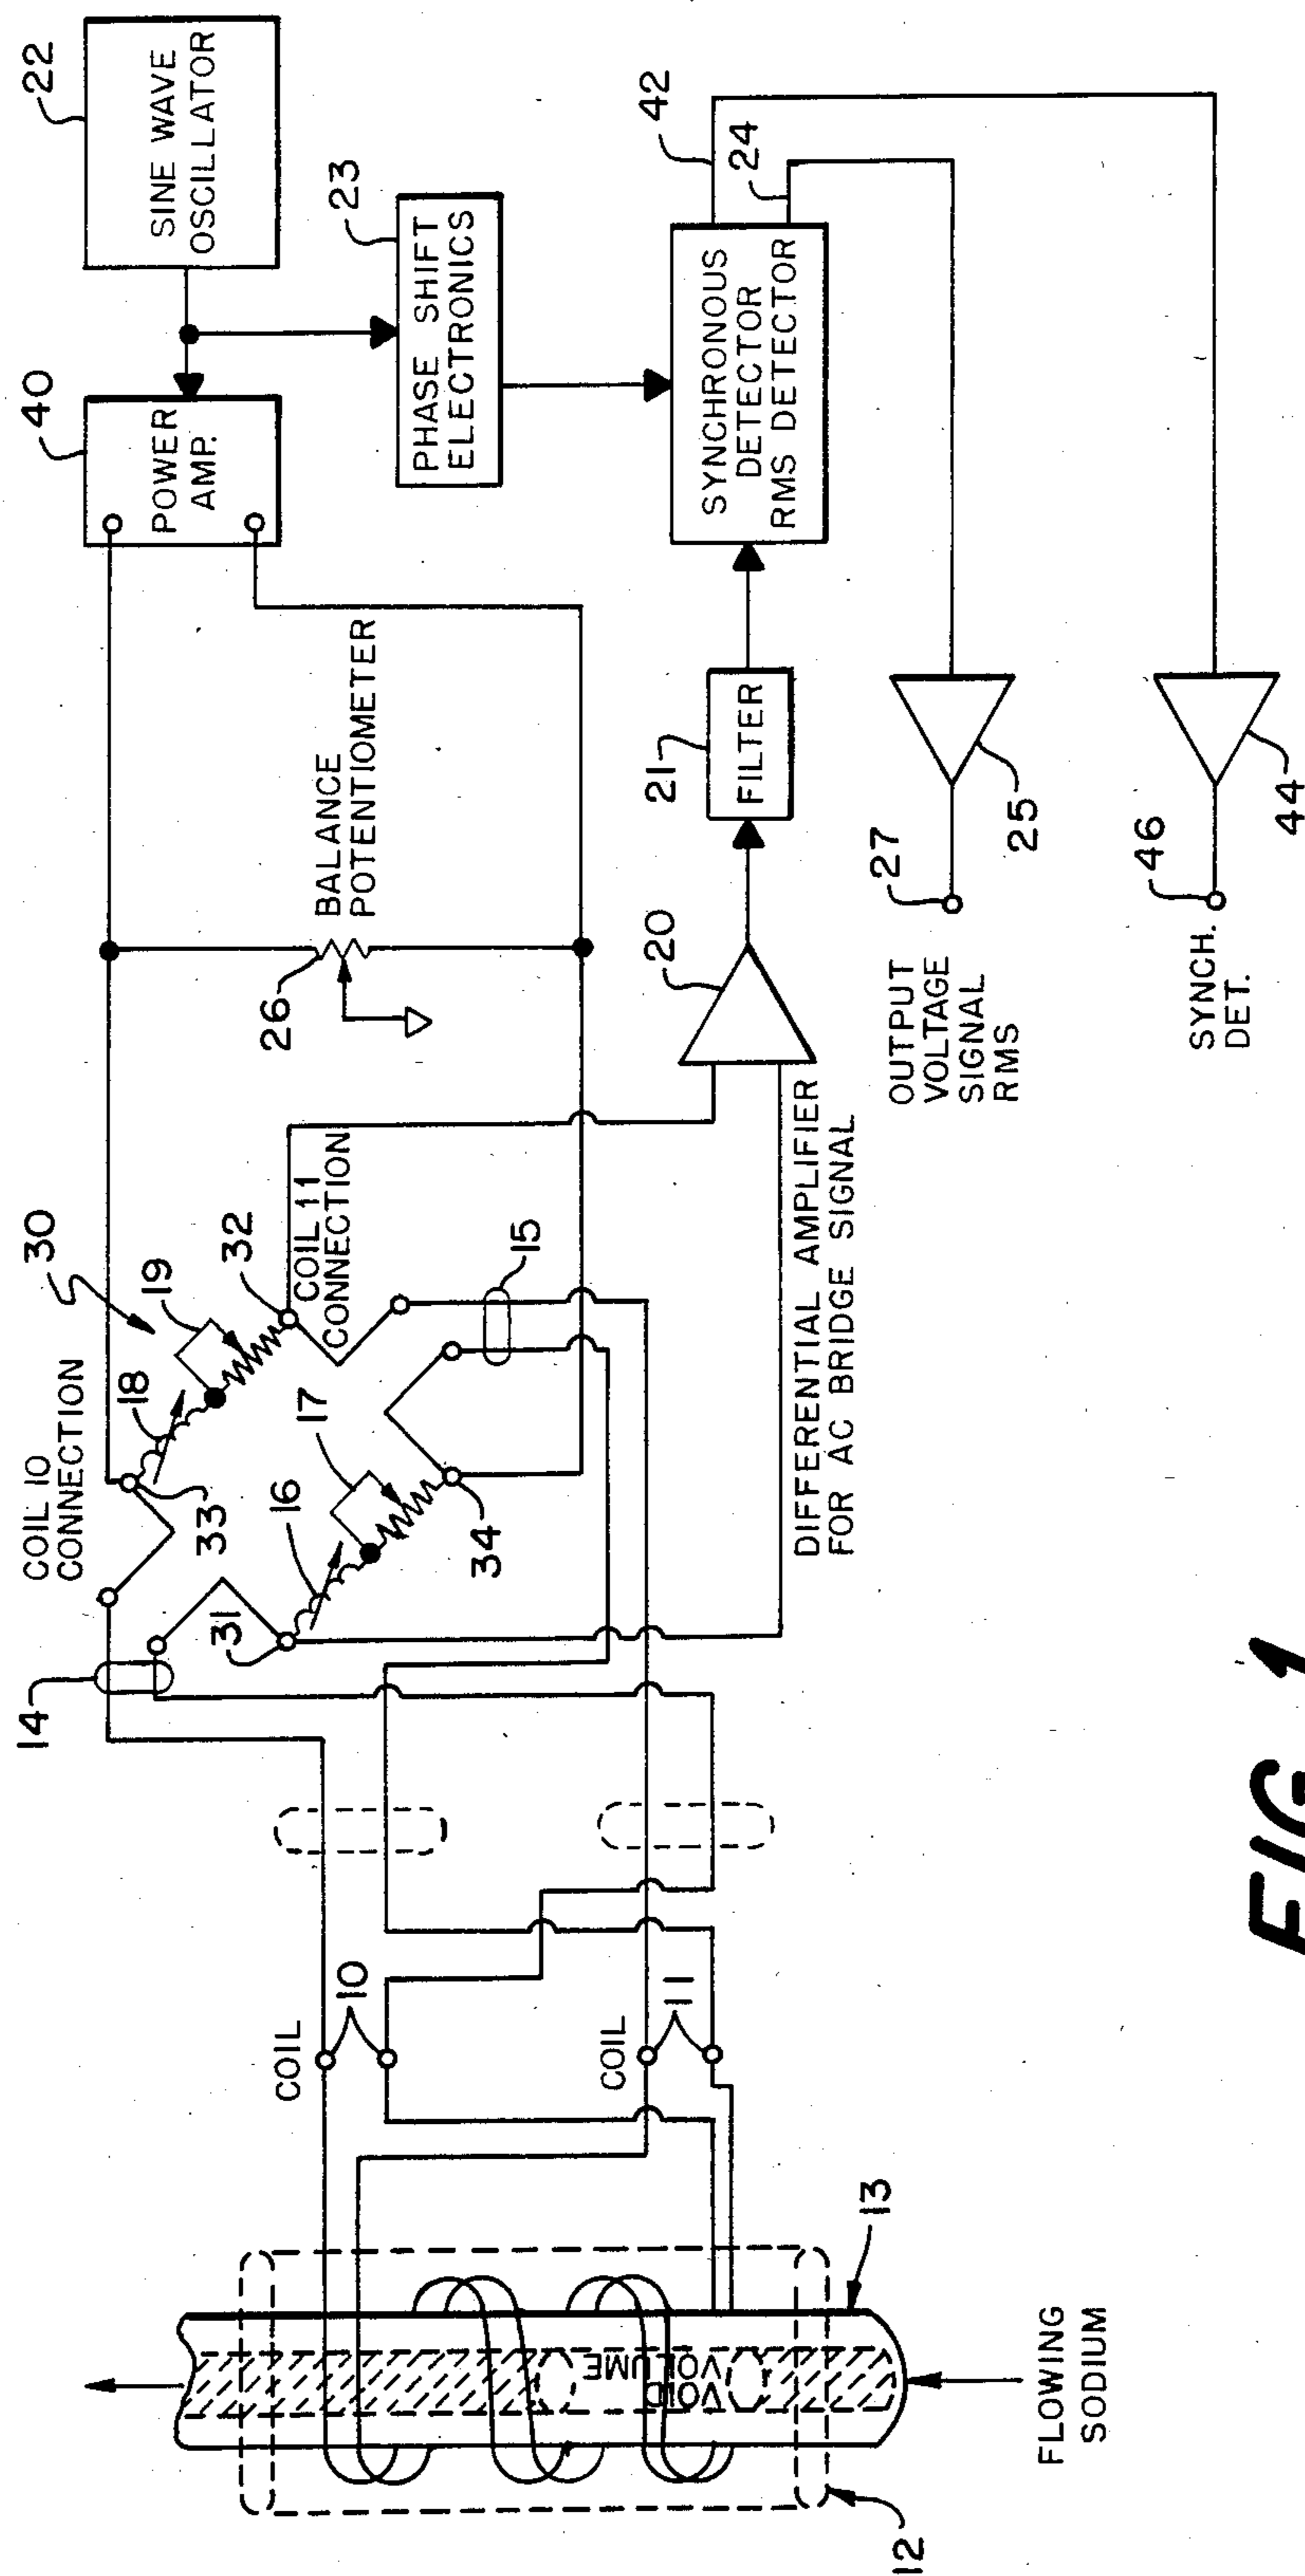 22
SINE WAVE
OSCILLATOR
40
POWER
AMP.
23
PHASE SHIFT
ELECTRONICS
42
24
SYNCHRONOUS
DETECTOR
RMS DETECTOR
26
BALANCE
POTENTIOMETER
21
FILTER
20
DIFFERENTIAL AMPLIFIER
FOR AC BRIDGE SIGNAL
25
27
OUTPUT
VOLTAGE
SIGNAL
RMS
44
46
SYNCH.
DET.
30
COIL 10
CONNECTION
18
19
33
32
COIL 11
CONNECTION
15
17
16
31
34
14
COIL
10
COIL
11
VOID
VOLUME
13
12
FLOWING
SODIUM
FIG. 1